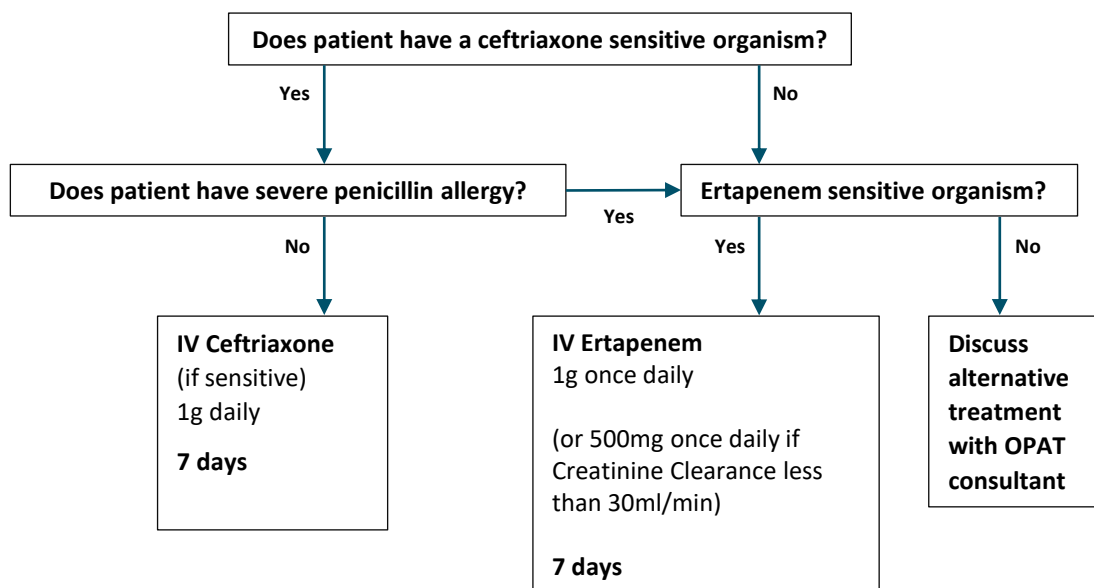 Does patient have a ceftriaxone sensitive organism?
Yes
No
Does patient have severe penicillin allergy?
Yes
Ertapenem sensitive organism?
No
Yes
No
IV Ceftriaxone
(if sensitive)
1g daily
7 days
IV Ertapenem
1g once daily
(or 500mg once daily if
Creatinine Clearance less
than 30ml/min)
7 days
Discuss
alternative
treatment
with OPAT
consultant